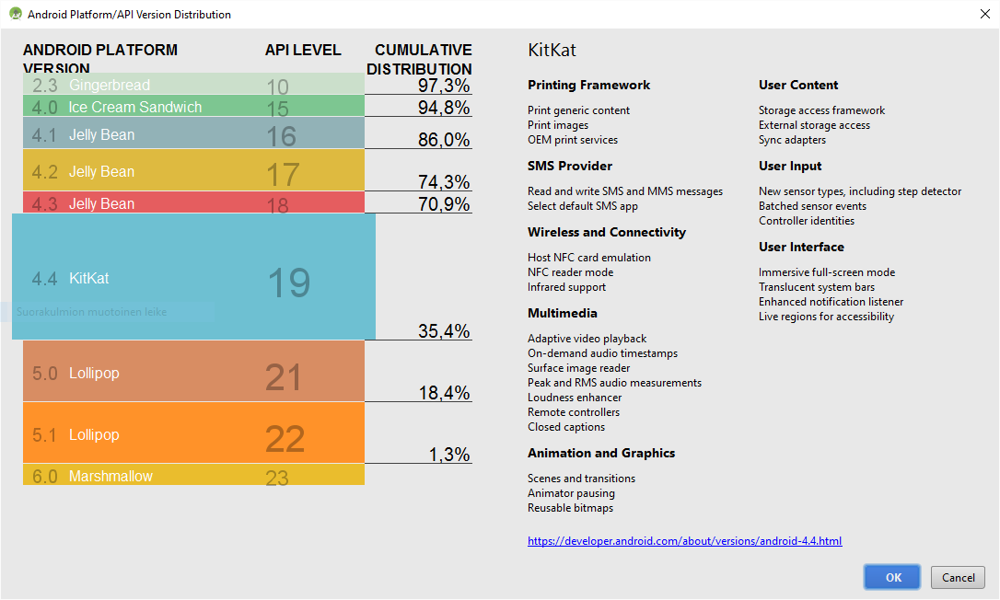 Android Platform/API Version Distribution
ANDROID PLATFORM VERSION
API LEVEL
CUMULATIVE DISTRIBUTION
2.3 Gingerbread 10 97,3%
4.0 Ice Cream Sandwich 15 94,8%
4.1 Jelly Bean 16 86,0%
4.2 Jelly Bean 17 74,3%
4.3 Jelly Bean 18 70,9%
4.4 KitKat 19
Suorakulmion muotoinen leike
35,4%
5.0 Lollipop 21 18,4%
5.1 Lollipop 22 1,3%
6.0 Marshmallow 23
KitKat
Printing Framework
Print generic content
Print images
OEM print services
SMS Provider
Read and write SMS and MMS messages
Select default SMS app
Wireless and Connectivity
Host NFC card emulation
NFC reader mode
Infrared support
Multimedia
Adaptive video playback
On-demand audio timestamps
Surface image reader
Peak and RMS audio measurements
Loudness enhancer
Remote controllers
Closed captions
Animation and Graphics
Scenes and transitions
Animator pausing
Reusable bitmaps
User Content
Storage access framework
External storage access
Sync adapters
User Input
New sensor types, including step detector
Batched sensor events
Controller identities
User Interface
Immersive full-screen mode
Translucent system bars
Enhanced notification listener
Live regions for accessibility
https://developer.android.com/about/versions/android-4.4.html
OK
Cancel